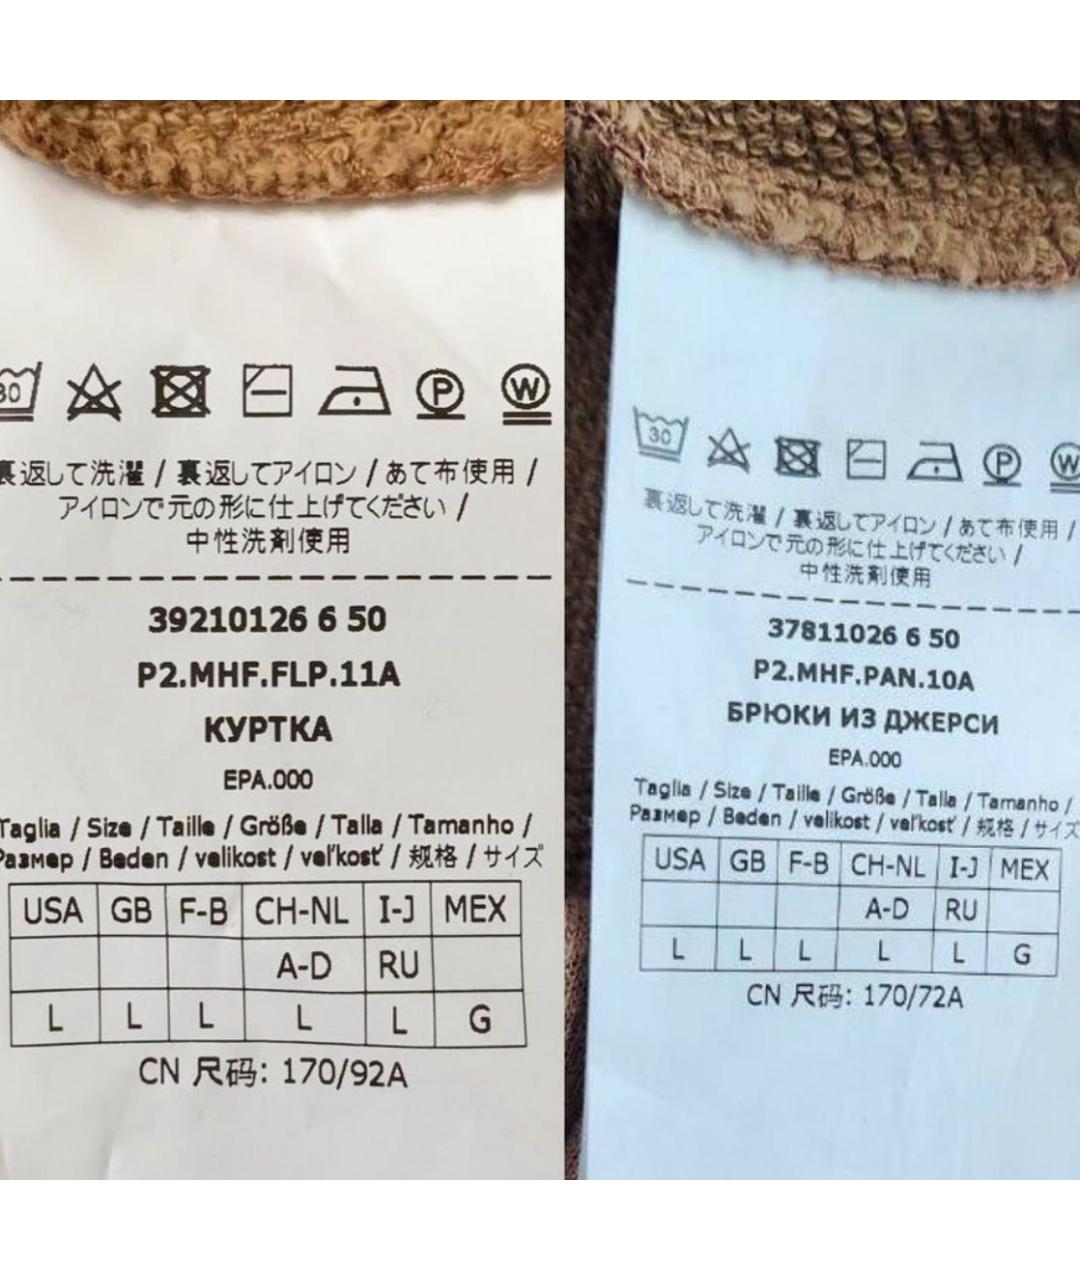 30
P
W
裏返して洗濯 / 裏返してアイロン / あて布使用 /
アイロンで元の形に仕上げてください /
中性洗剤使用
39210126 6 50
P2.MHF.FLP.11A
КУРТКА
EPA.000
Taglia / Size / Taille / Größe / Talla / Tamanho /
Размер / Beden / velikost / veľkosť / 规格 / サイズ
USA GB F-B CH-NL I-J MEX
A-D RU
L L L L L G
CN 尺码: 170/92A
30
P
W
裏返して洗濯 / 裏返してアイロン / あて布使用 /
アイロンで元の形に仕上げてください /
中性洗剤使用
37811026 6 50
P2.MHF.PAN.10A
БРЮКИ ИЗ ДЖЕРСИ
EPA.000
Taglia / Size / Taille / Größe / Talla / Tamanho /
Размер / Beden / velikost / veľkosť / 规格 / サイズ
USA GB F-B CH-NL I-J MEX
A-D RU
L L L L L G
CN 尺码: 170/72A